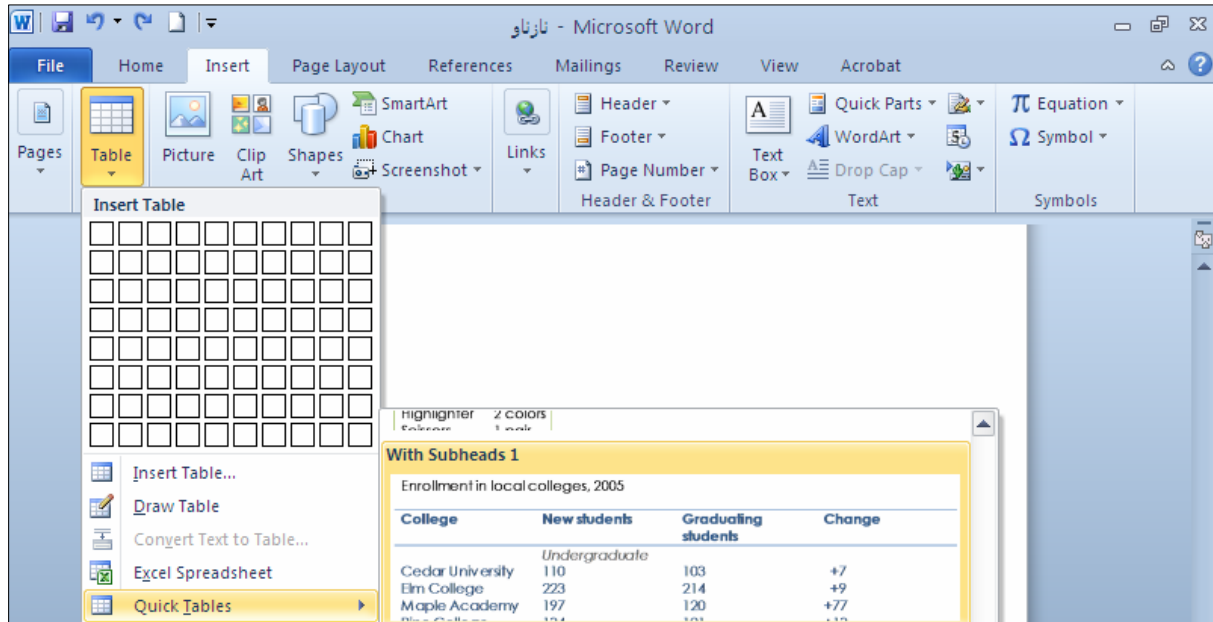 نازناو - Microsoft Word
File Home Insert Page Layout References Mailings Review View Acrobat
Pages
Table
Picture
Clip Art
Shapes
SmartArt
Chart
Screenshot
Links
Header
Footer
Page Number
Header & Footer
A
Text Box
Quick Parts
WordArt
Drop Cap
Text
π Equation
Ω Symbol
Symbols
Insert Table
Insert Table...
Draw Table
Convert Text to Table...
Excel Spreadsheet
Quick Tables
Highlighter 2 colors
Scissors 1 pair
With Subheads 1
Enrollment in local colleges, 2005
College New students Graduating students Change
Undergraduate
Cedar University 110 103 +7
Elm College 223 214 +9
Maple Academy 197 120 +77